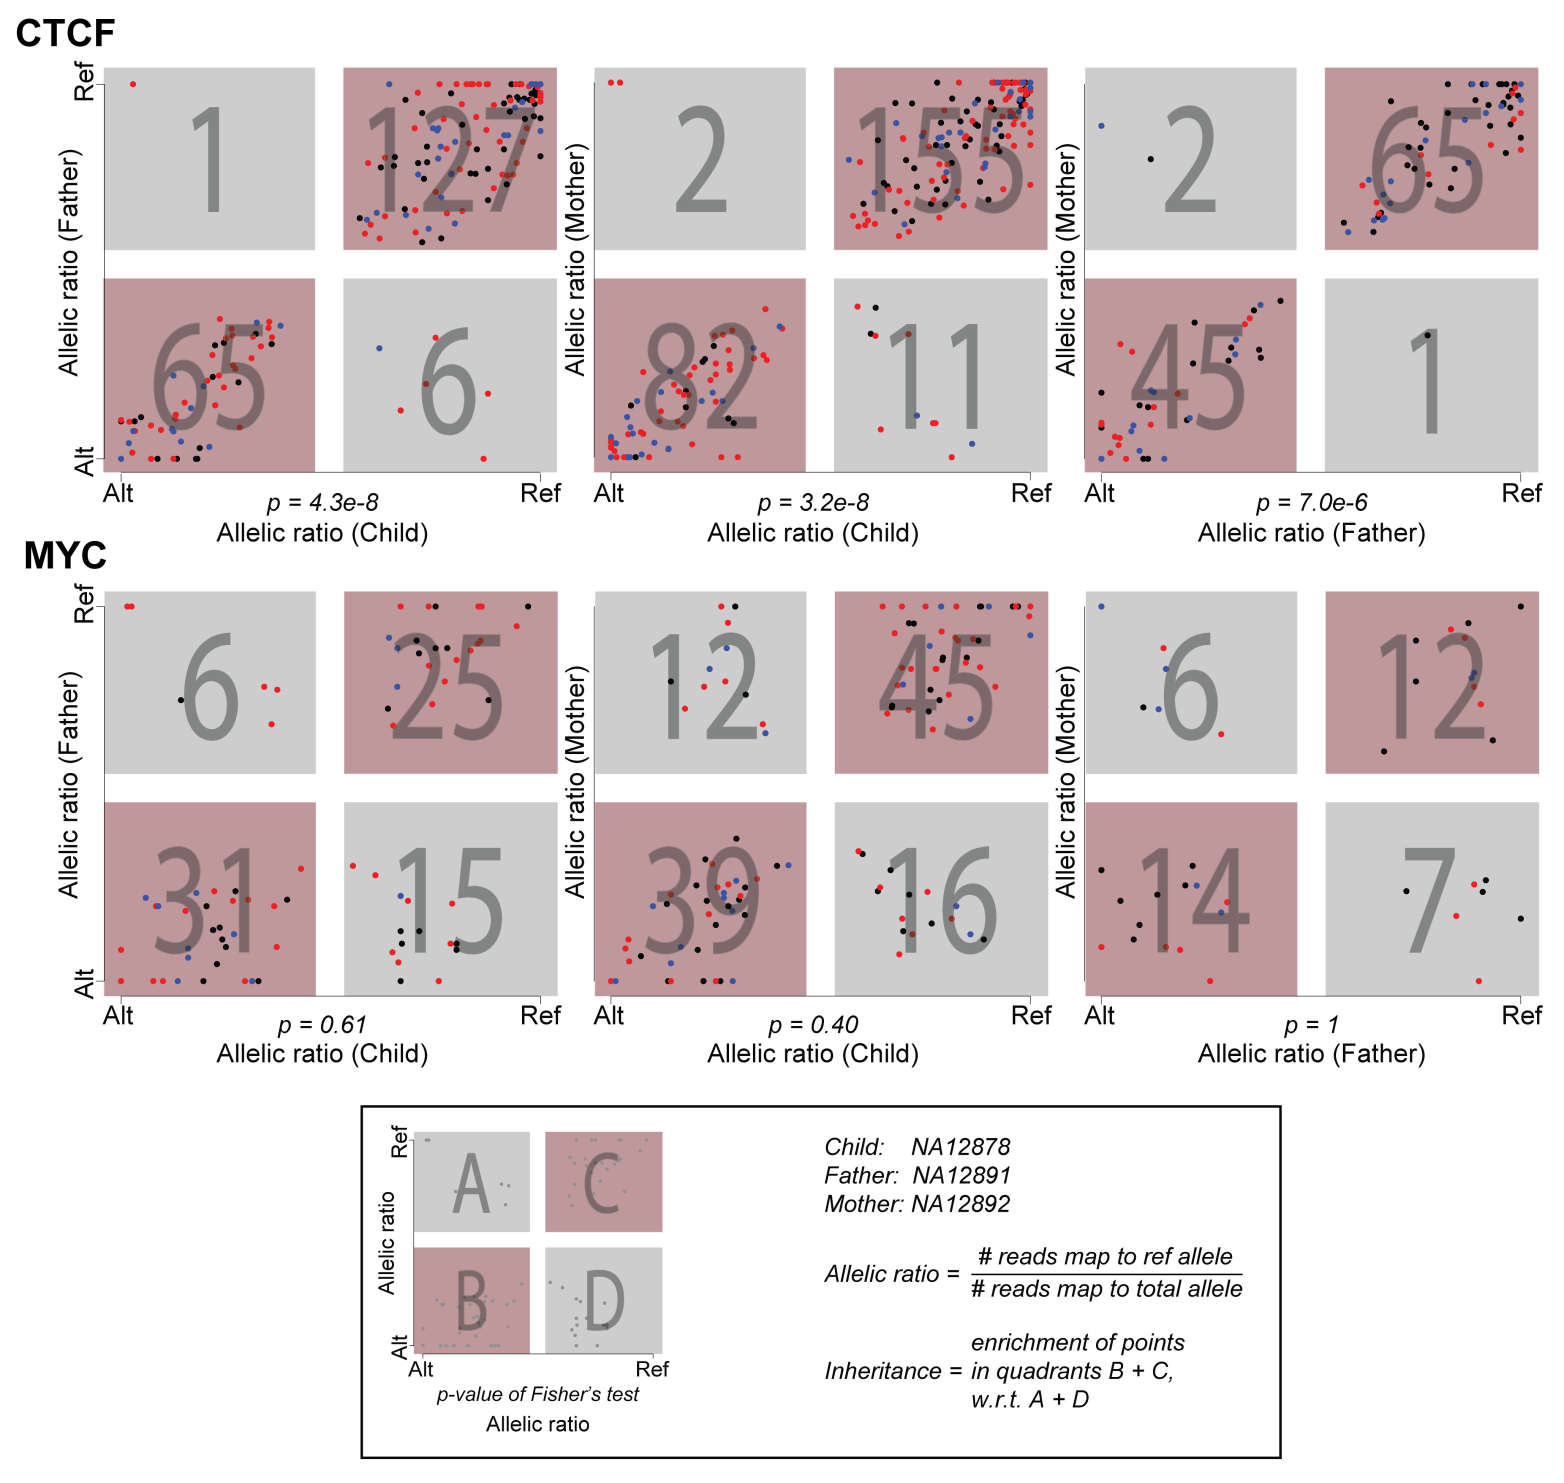 CTCF
Ref
Allelic ratio (Father)
Alt
1
127
65
6
Alt
Ref
p = 4.3e-8
Allelic ratio (Child)
Allelic ratio (Mother)
2
155
82
11
Alt
Ref
p = 3.2e-8
Allelic ratio (Child)
Allelic ratio (Mother)
2
65
45
1
Alt
Ref
p = 7.0e-6
Allelic ratio (Father)
MYC
Ref
Allelic ratio (Father)
Alt
6
25
31
15
Alt
Ref
p = 0.61
Allelic ratio (Child)
Allelic ratio (Mother)
12
45
39
16
Alt
Ref
p = 0.40
Allelic ratio (Child)
Allelic ratio (Mother)
6
12
14
7
Alt
Ref
p = 1
Allelic ratio (Father)
Ref
Allelic ratio
Alt
A
C
B
D
Alt
Ref
p-value of Fisher's test
Allelic ratio
Child: NA12878
Father: NA12891
Mother: NA12892
Allelic ratio = # reads map to ref allele
# reads map to total allele
enrichment of points
Inheritance = in quadrants B + C,
w.r.t. A + D